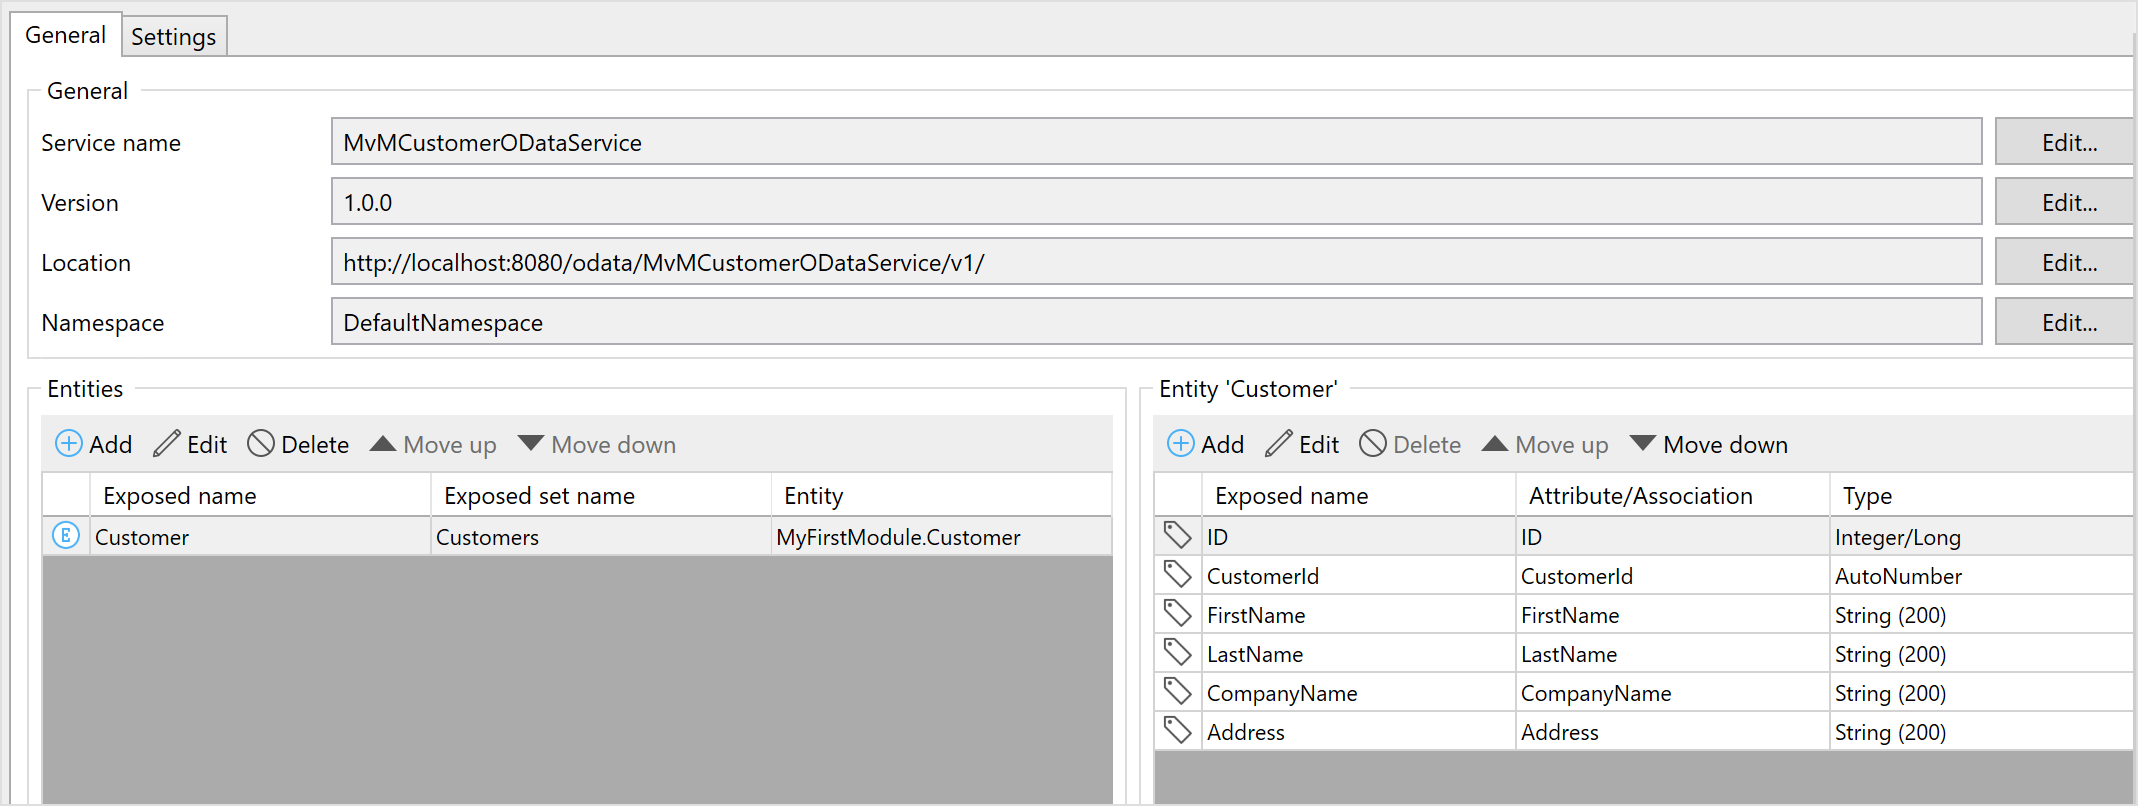 General Settings
General
Service name MvMCustomerODataService Edit...
Version 1.0.0 Edit...
Location http://localhost:8080/odata/MvMCustomerODataService/v1/ Edit...
Namespace DefaultNamespace Edit...
Entities
Add Edit Delete Move up Move down
Exposed name Exposed set name Entity
E Customer Customers MyFirstModule.Customer
Entity 'Customer'
Add Edit Delete Move up Move down
Exposed name Attribute/Association Type
ID ID Integer/Long
CustomerId CustomerId AutoNumber
FirstName FirstName String (200)
LastName LastName String (200)
CompanyName CompanyName String (200)
Address Address String (200)